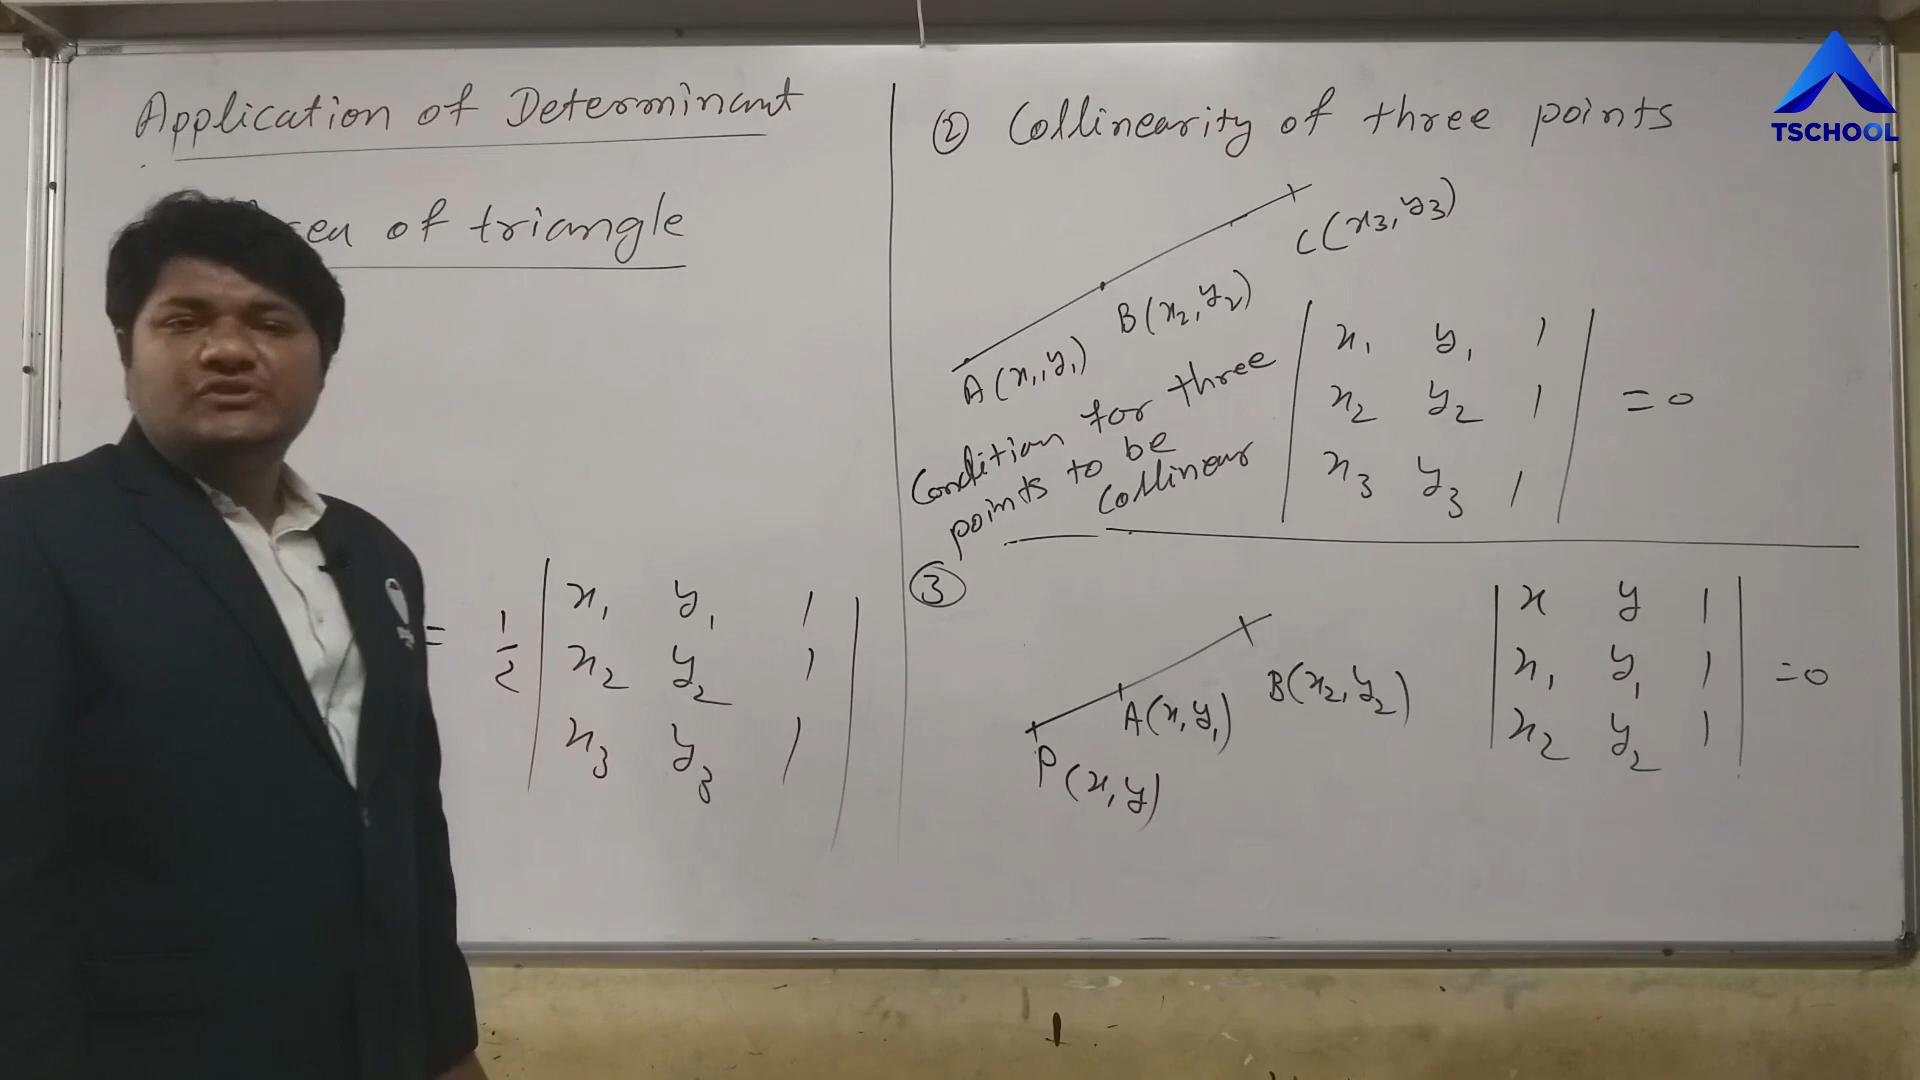 Application of Determinant
rea of triangle
= 1/2 | x₁ y₁ 1 |
| x₂ y₂ 1 |
| x₃ y₃ 1 |
② Collinearity of three points
C(x₃, y₃)
B(x₂, y₂)
A(x₁, y₁)
Condition for three
points to be
Collinear
| x₁ y₁ 1 |
| x₂ y₂ 1 | = 0
| x₃ y₃ 1 |
③
B(x₂, y₂)
A(x, y₁)
P(x, y)
| x y 1 |
| x₁ y₁ 1 | = 0
| x₂ y₂ 1 |
TSCHOOL